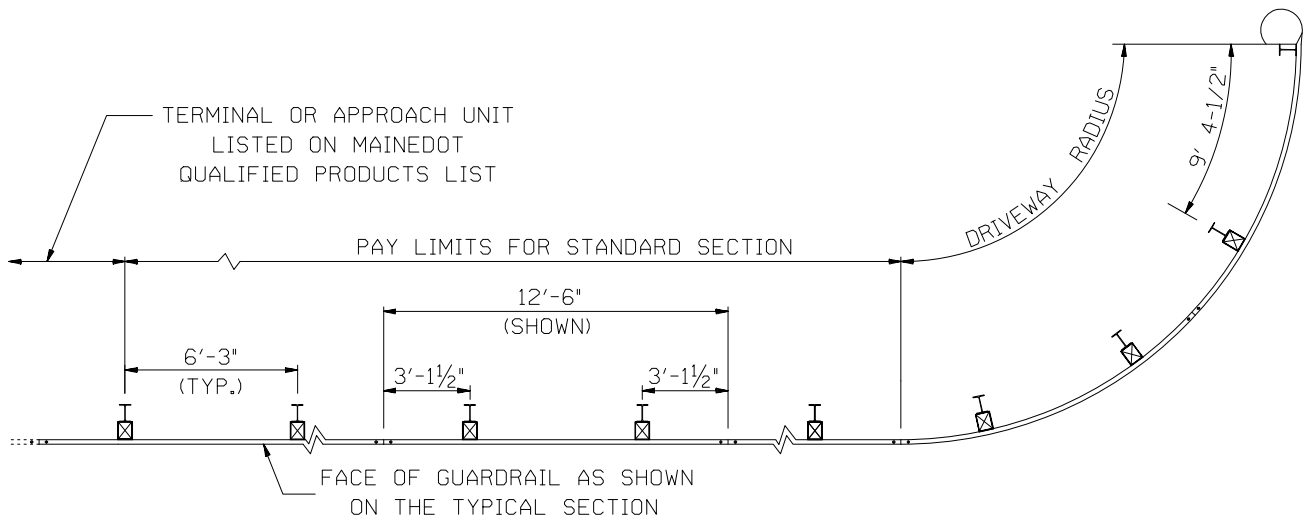 TERMINAL OR APPROACH UNIT
LISTED ON MAINEDOT
QUALIFIED PRODUCTS LIST
DRIVEWAY RADIUS
9' 4-1/2"
PAY LIMITS FOR STANDARD SECTION
12'-6"
(SHOWN)
6'-3"
(TYP.)
3'-1½"
3'-1½"
FACE OF GUARDRAIL AS SHOWN
ON THE TYPICAL SECTION